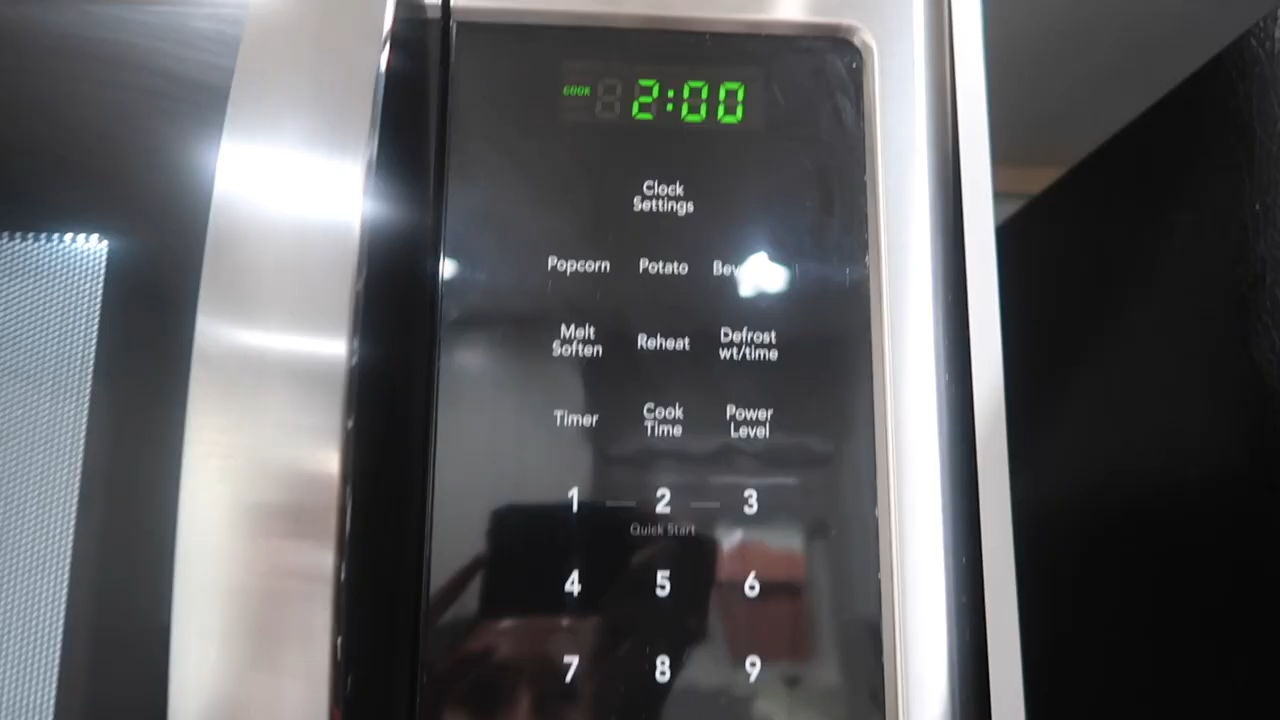 COOK 2:00
Clock
Settings
Popcorn Potato
Melt
Soften
Reheat
Defrost
wt/time
Timer
Cook
Time
Power
Level
1 2 3
Quick Start
4 5 6
7 8 9